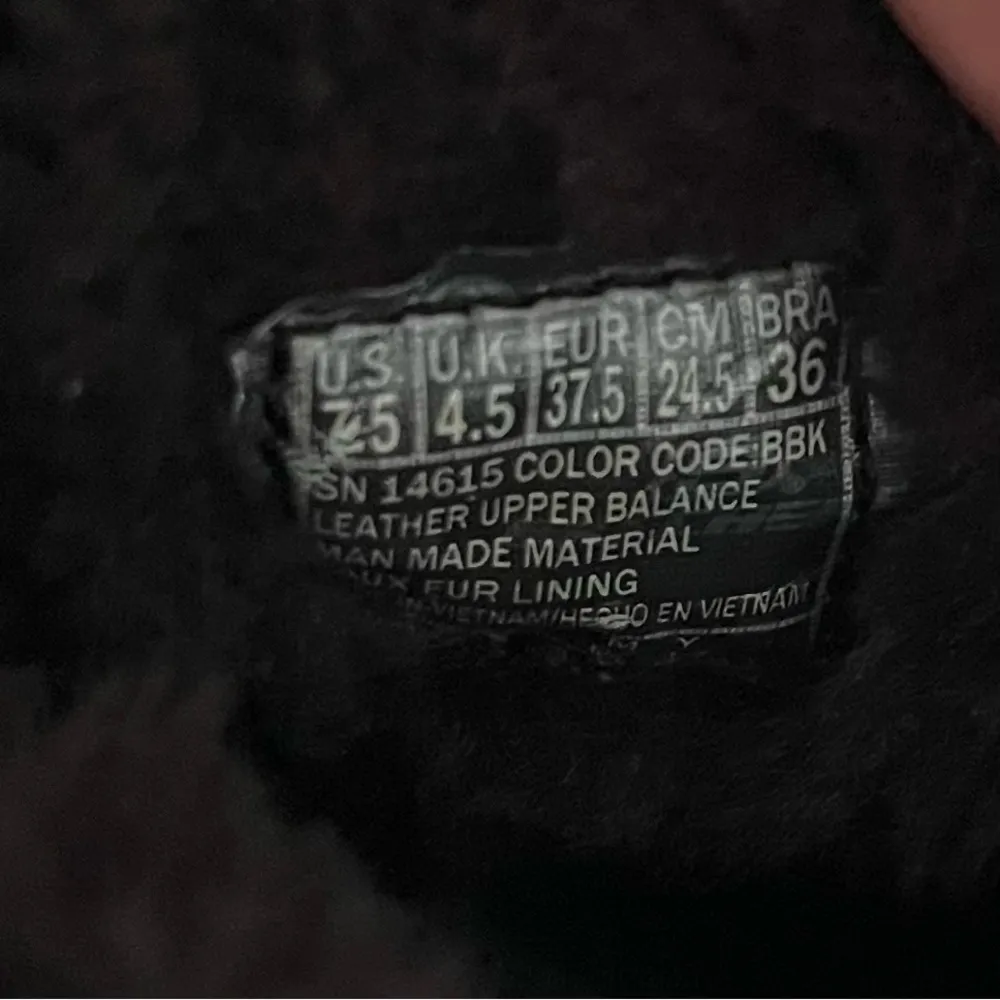 U.S. U.K. EUR CM BRA
7.5 4.5 37.5 24.5 36
SN 14615 COLOR CODE:BBK
LEATHER UPPER BALANCE
MAN MADE MATERIAL
FUR LINING
VIETNAM/HECHO EN VIETNAM